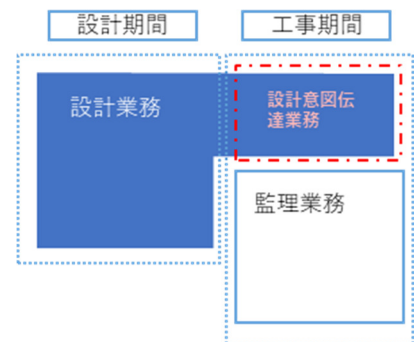 設計期間
工事期間
設計業務
設計意図伝
達業務
監理業務